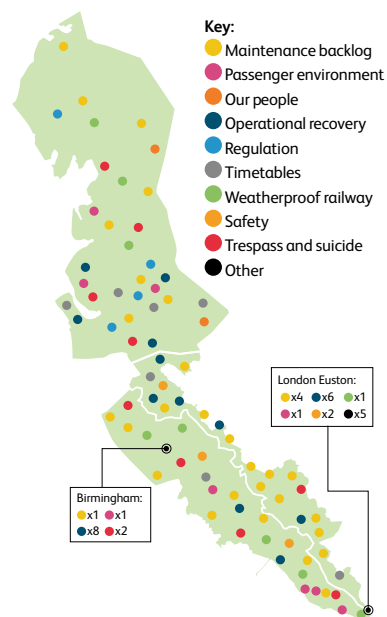 Key:
Maintenance backlog
Passenger environment
Our people
Operational recovery
Regulation
Timetables
Weatherproof railway
Safety
Trespass and suicide
Other
London Euston:
x4 x6 x1
x1 x2 x5
Birmingham:
x1 x1
x8 x2